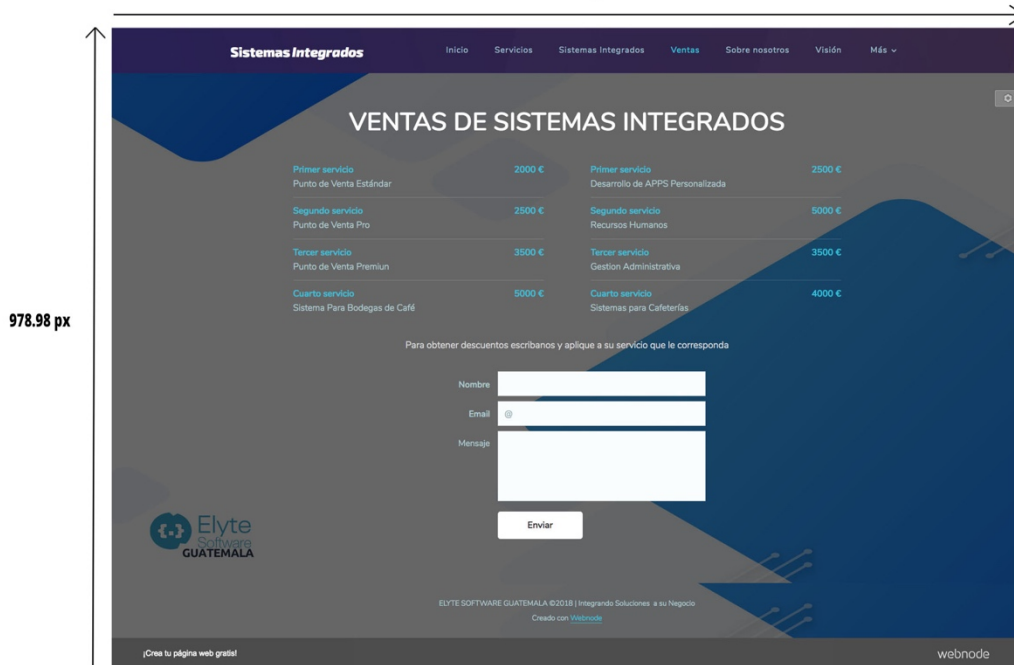 Sistemas Integrados
Inicio Servicios Sistemas Integrados Ventas Sobre nosotros Visión Más
VENTAS DE SISTEMAS INTEGRADOS
Primer servicio 2000 €
Punto de Venta Estándar
Segundo servicio 2500 €
Punto de Venta Pro
Tercer servicio 3500 €
Punto de Venta Premiun
Cuarto servicio 5000 €
Sistema Para Bodegas de Café
Primer servicio 2500 €
Desarrollo de APPS Personalizada
Segundo servicio 5000 €
Recursos Humanos
Tercer servicio 3500 €
Gestion Administrativa
Cuarto servicio 4000 €
Sistemas para Cafeterías
978.98 px
Para obtener descuentos escribanos y aplique a su servicio que le corresponda
Nombre
Email @
Mensaje
Enviar
{.} Elyte
Software
GUATEMALA
ELYTE SOFTWARE GUATEMALA ©2018 | Integrando Soluciones a su Negocio
Creado con Webnode
¡Crea tu página web gratis! webnode